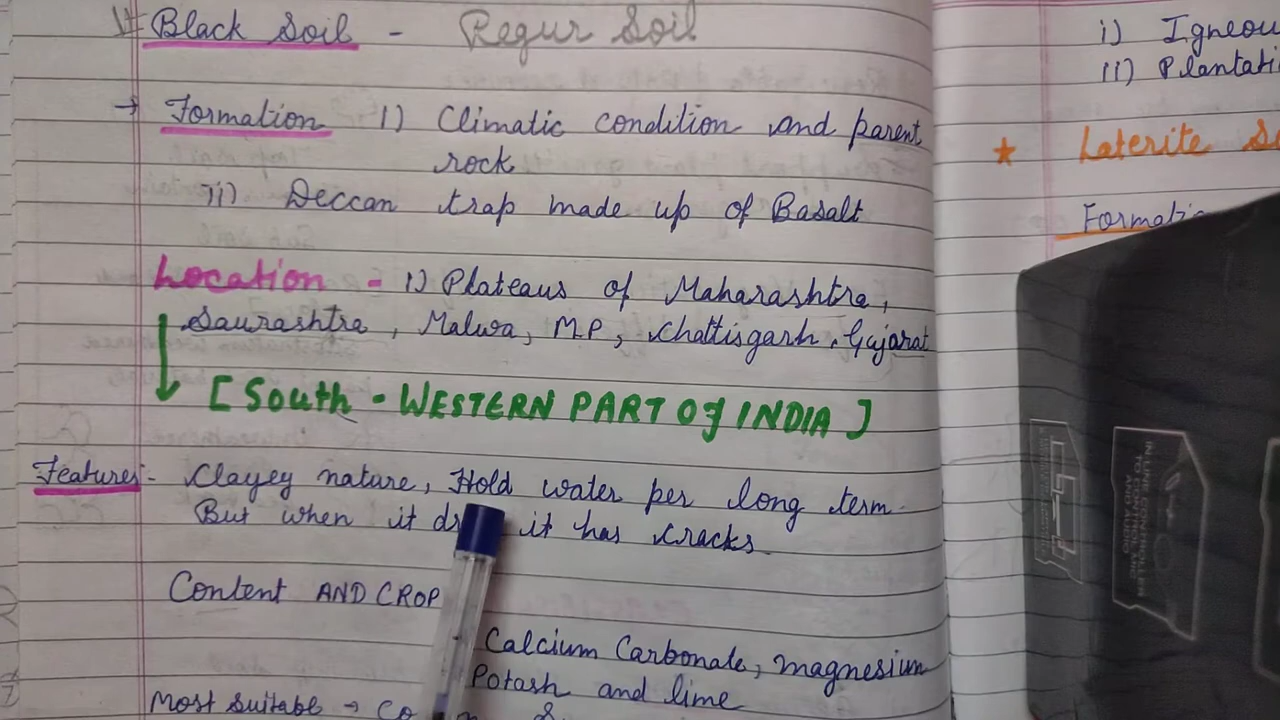 Black Soil - Regur Soil
→ Formation i) Climatic condition and parent
rock
ii) Deccan trap made up of Basalt
Location - i) Plateaus of Maharashtra,
Saurashtra, Malwa, M.P, Chattisgarh, Gujarat
[South-WESTERN PART Of INDIA]
Features- Clayey nature, Hold water per long term.
But when it it has cracks.
Content AND CROP
Calcium Carbonate, magnesium
Potash and lime
Most suitable →
i)
ii)
★ Laterite